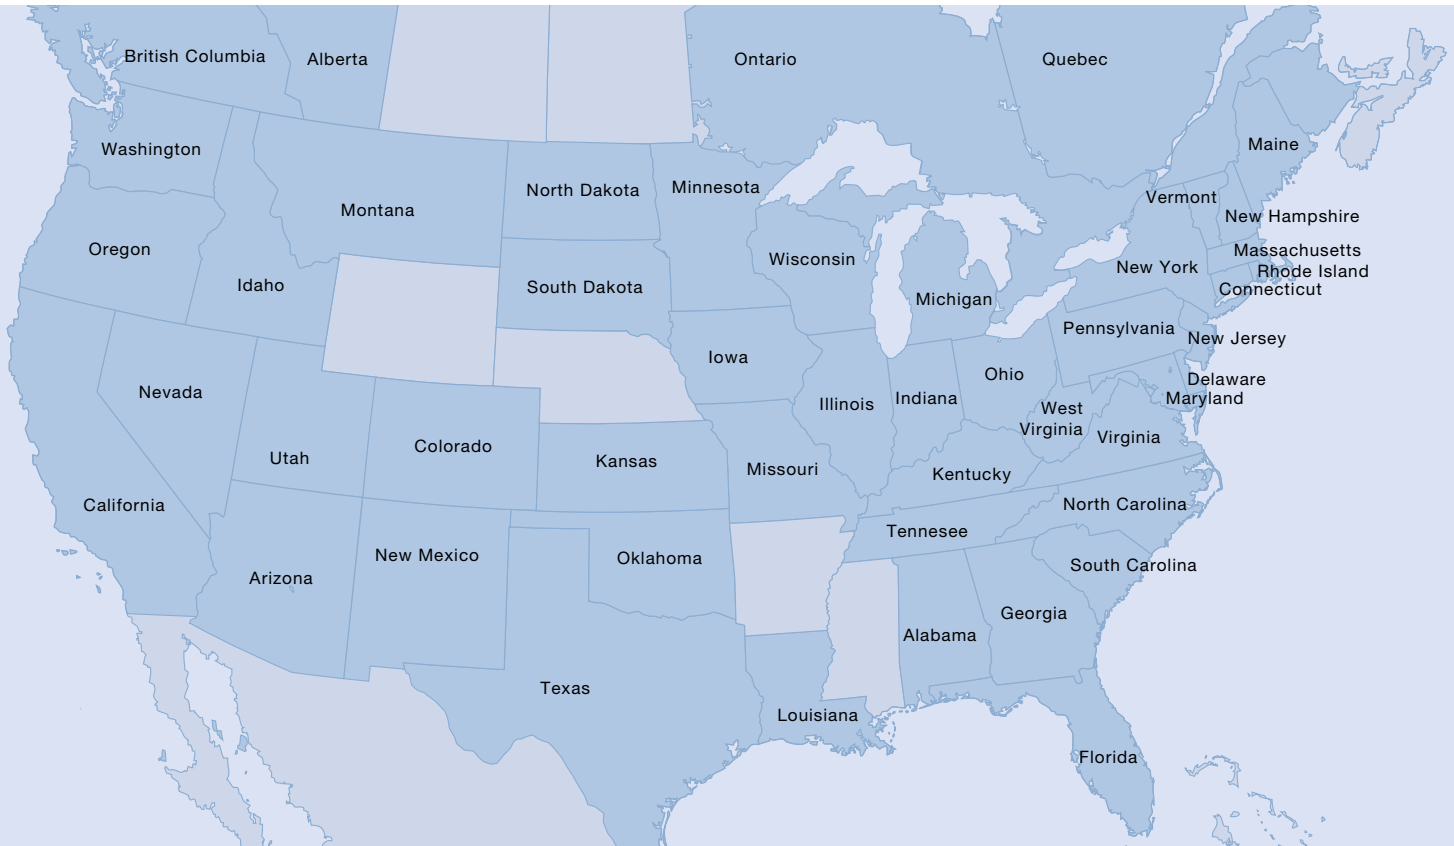 British Columbia
Alberta
Ontario
Quebec
Washington
Maine
Montana
North Dakota
Minnesota
Vermont
New Hampshire
Oregon
Idaho
South Dakota
Wisconsin
Michigan
New York
Massachusetts
Rhode Island
Connecticut
Pennsylvania
New Jersey
Iowa
Ohio
Nevada
Illinois
Indiana
Delaware
Maryland
West
Virginia
Virginia
Utah
Colorado
Kansas
Missouri
Kentucky
California
North Carolina
Tennesee
New Mexico
Oklahoma
Arizona
South Carolina
Georgia
Alabama
Texas
Louisiana
Florida